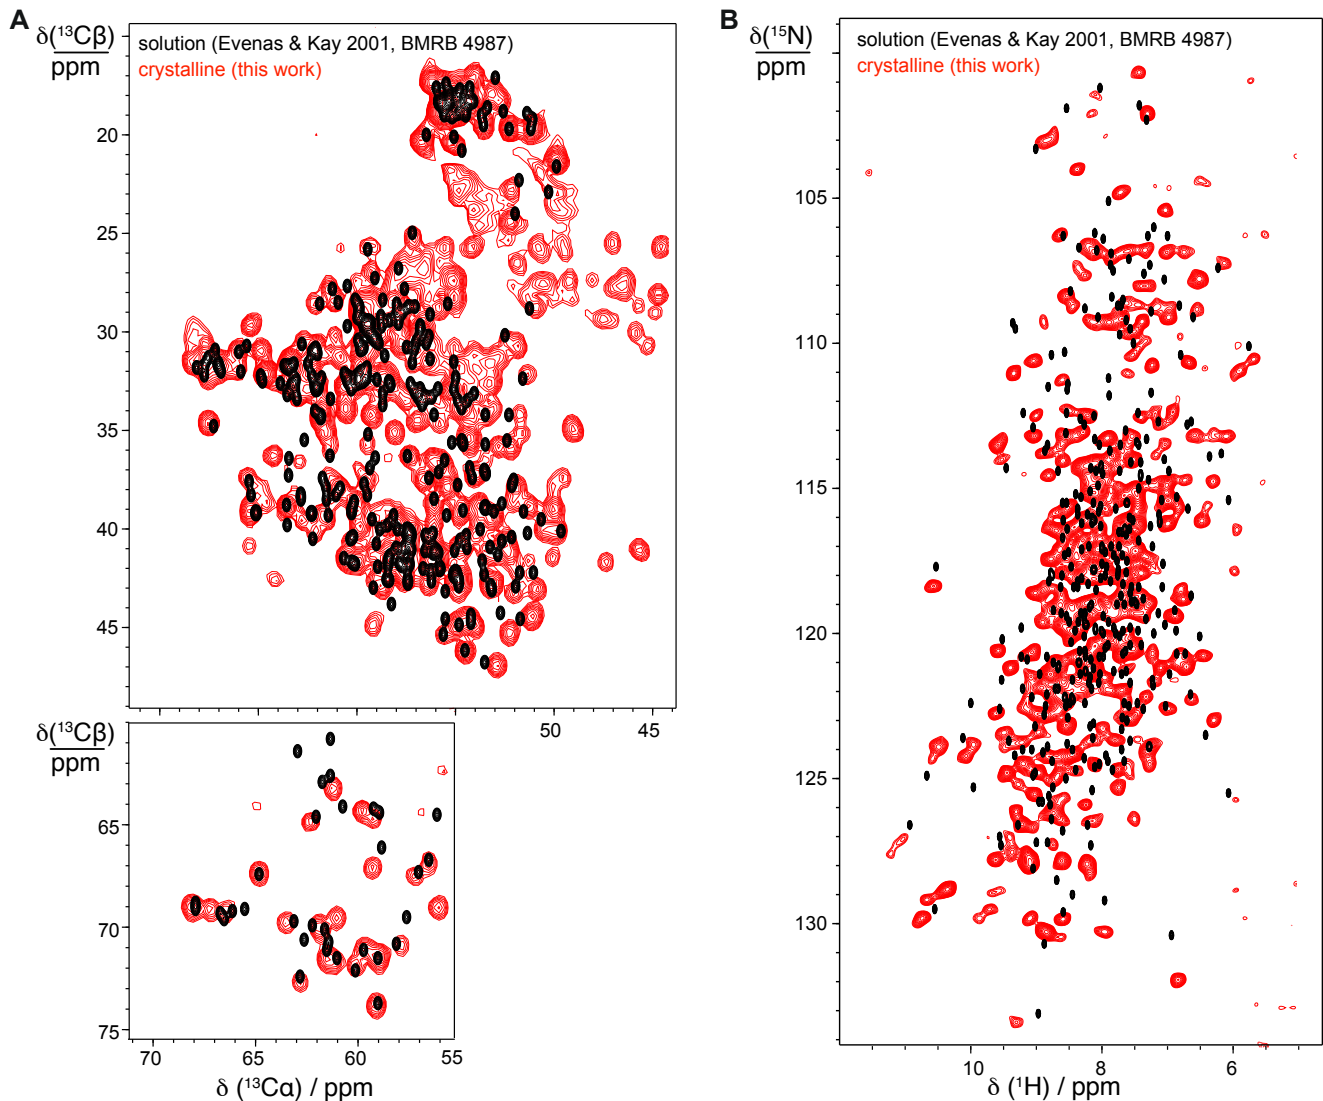 A
δ(¹³Cβ)
ppm
solution (Evenas & Kay 2001, BMRB 4987)
crystalline (this work)
20
25
30
35
40
45
50
45
δ(¹³Cβ)
ppm
65
70
75
70
65
60
55
δ (¹³Cα) / ppm
B
δ(¹⁵N)
ppm
solution (Evenas & Kay 2001, BMRB 4987)
crystalline (this work)
105
110
115
120
125
130
10
8
6
δ (¹H) / ppm